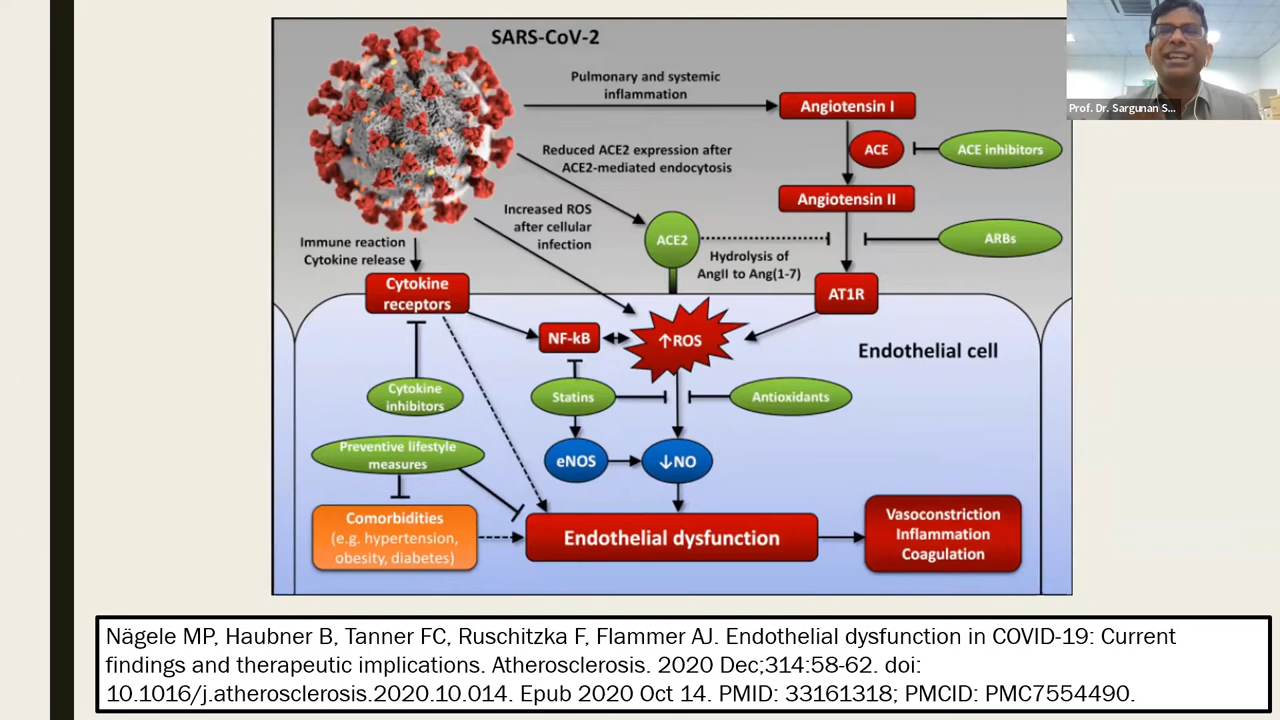 SARS-CoV-2
Prof. Dr. Sargunan S...
Pulmonary and systemic
inflammation
Angiotensin I
Reduced ACE2 expression after
ACE2-mediated endocytosis
ACE
ACE inhibitors
Angiotensin II
Increased ROS
after cellular
infection
ACE2
ARBs
Immune reaction
Cytokine release
Hydrolysis of
AngII to Ang(1-7)
Cytokine
receptors
AT1R
NF-kB
↑ROS
Endothelial cell
Cytokine
inhibitors
Statins
Antioxidants
Preventive lifestyle
measures
eNOS
↓NO
Comorbidities
(e.g. hypertension,
obesity, diabetes)
Endothelial dysfunction
Vasoconstriction
Inflammation
Coagulation
Nägele MP, Haubner B, Tanner FC, Ruschitzka F, Flammer AJ. Endothelial dysfunction in COVID-19: Current
findings and therapeutic implications. Atherosclerosis. 2020 Dec;314:58-62. doi:
10.1016/j.atherosclerosis.2020.10.014. Epub 2020 Oct 14. PMID: 33161318; PMCID: PMC7554490.